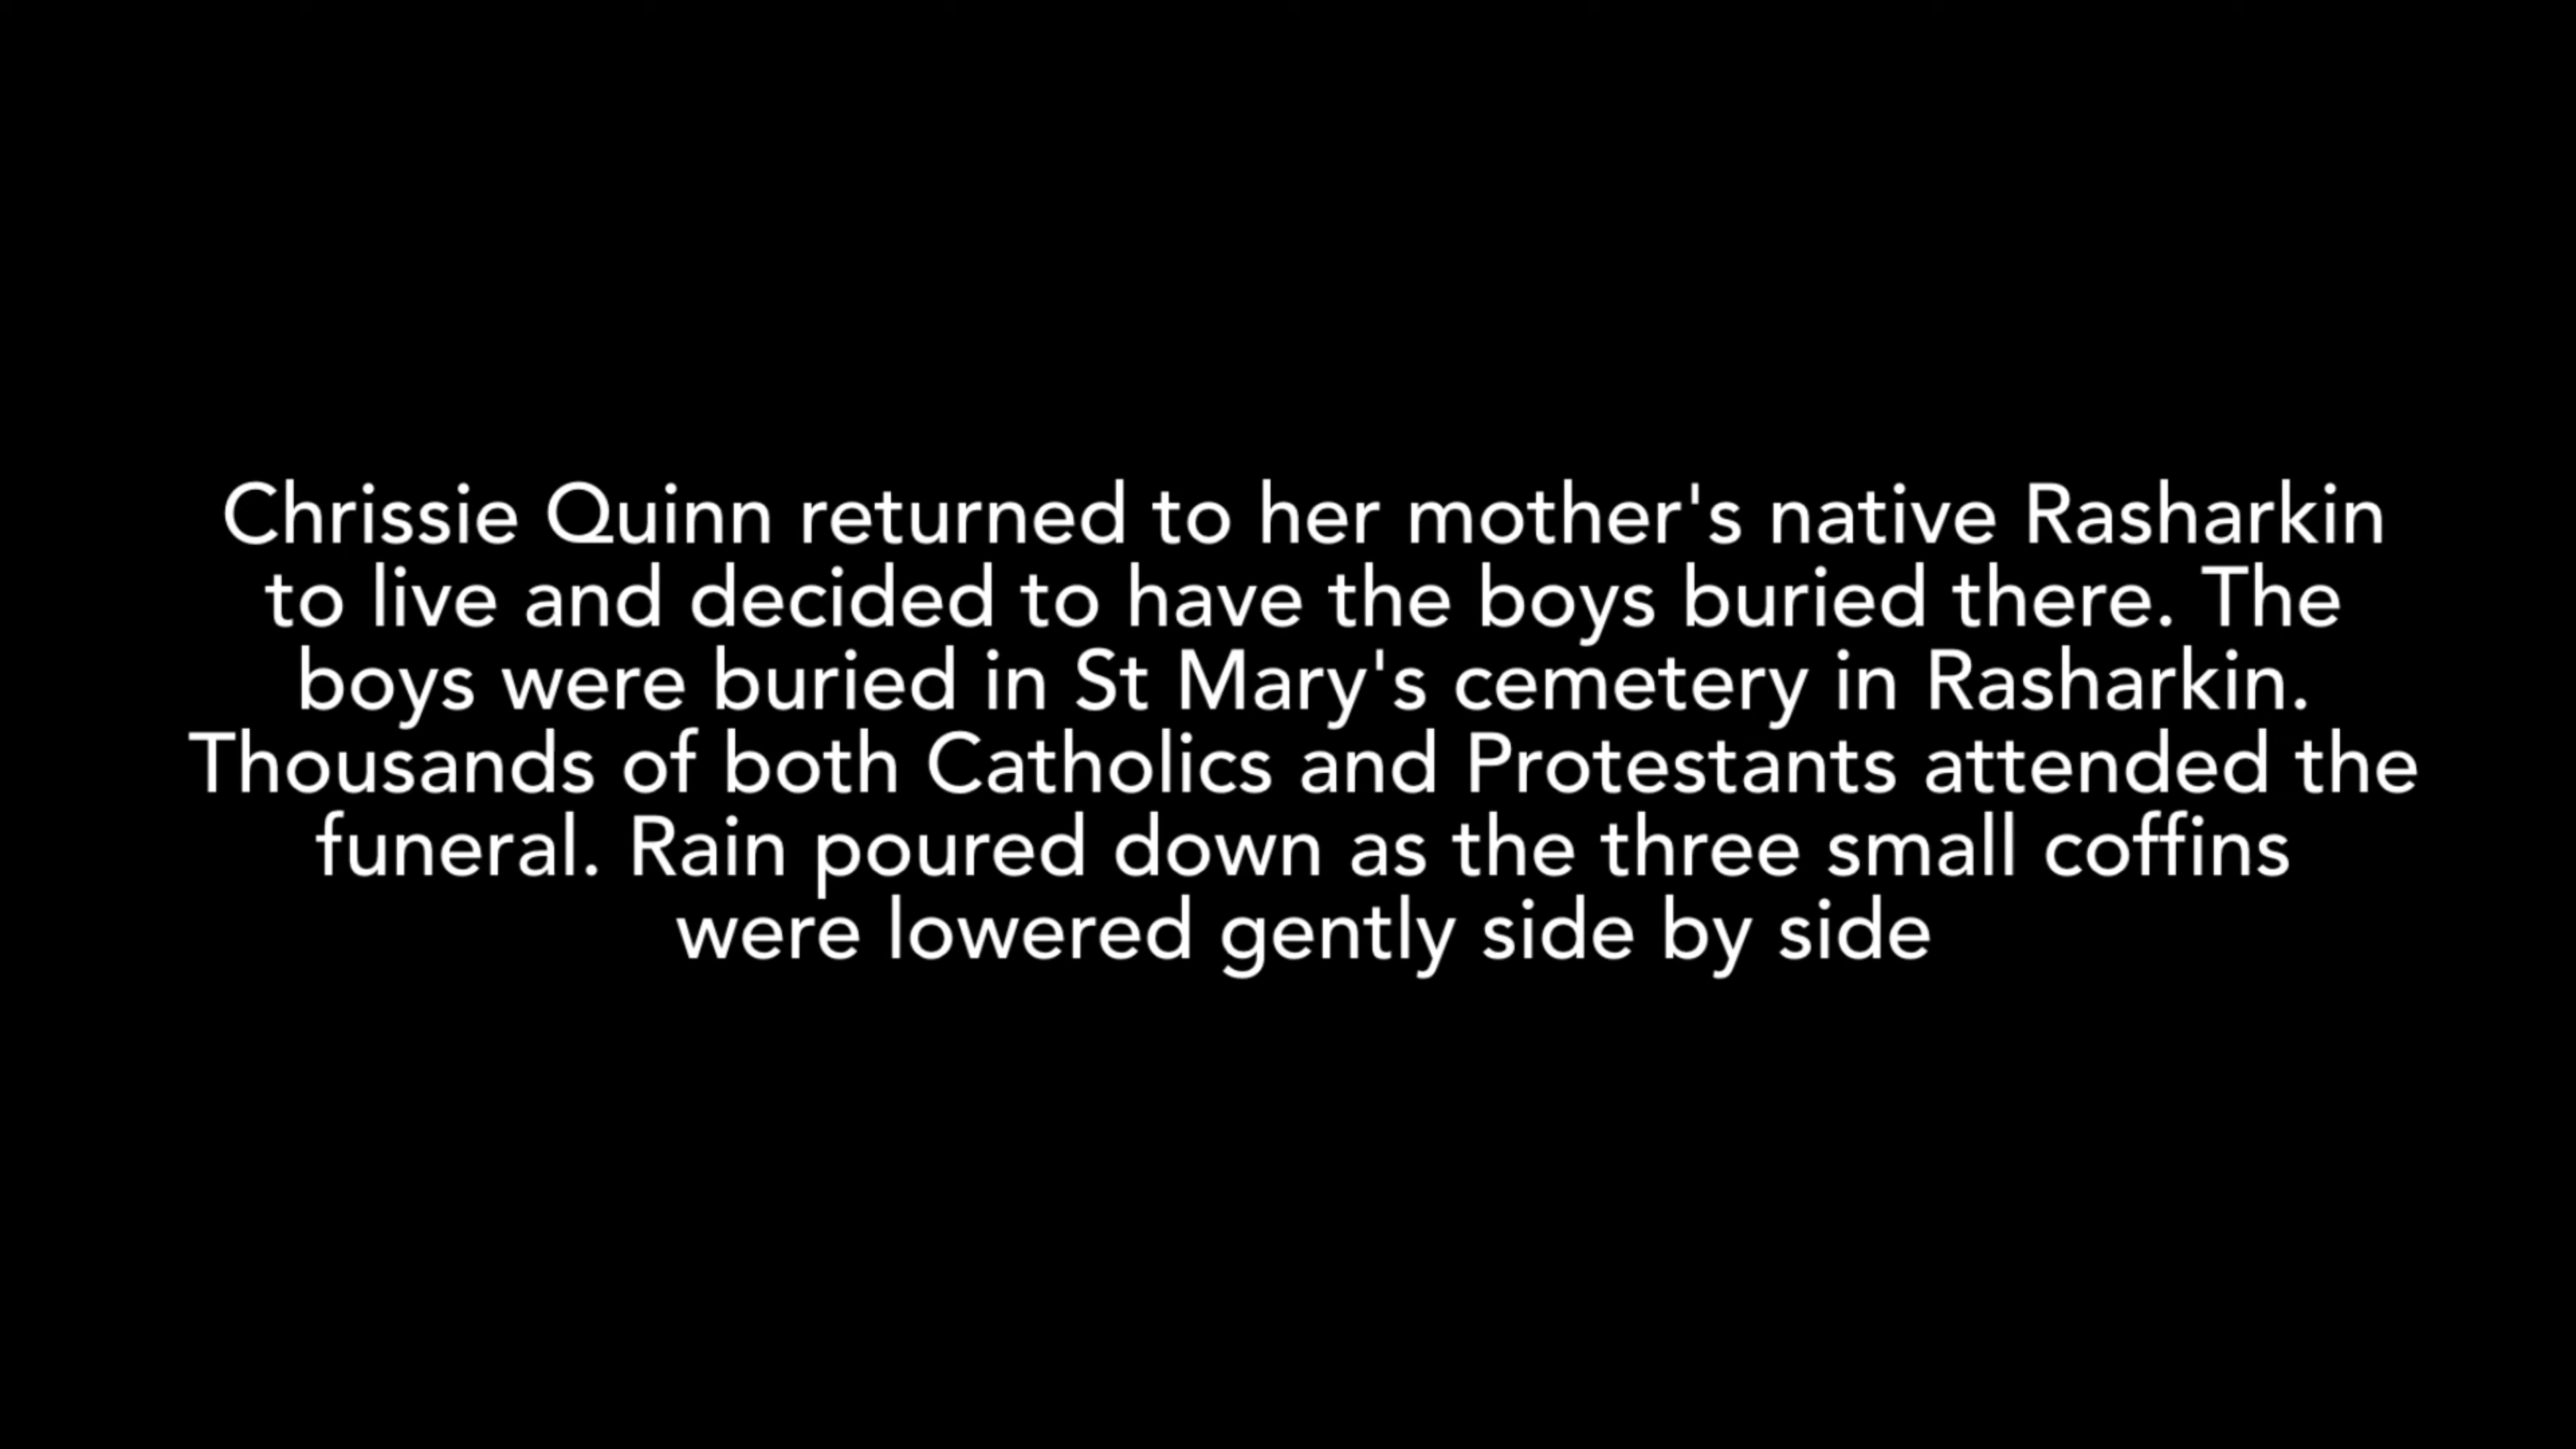 Chrissie Quinn returned to her mother's native Rasharkin
to live and decided to have the boys buried there. The
boys were buried in St Mary's cemetery in Rasharkin.
Thousands of both Catholics and Protestants attended the
funeral. Rain poured down as the three small coffins
were lowered gently side by side